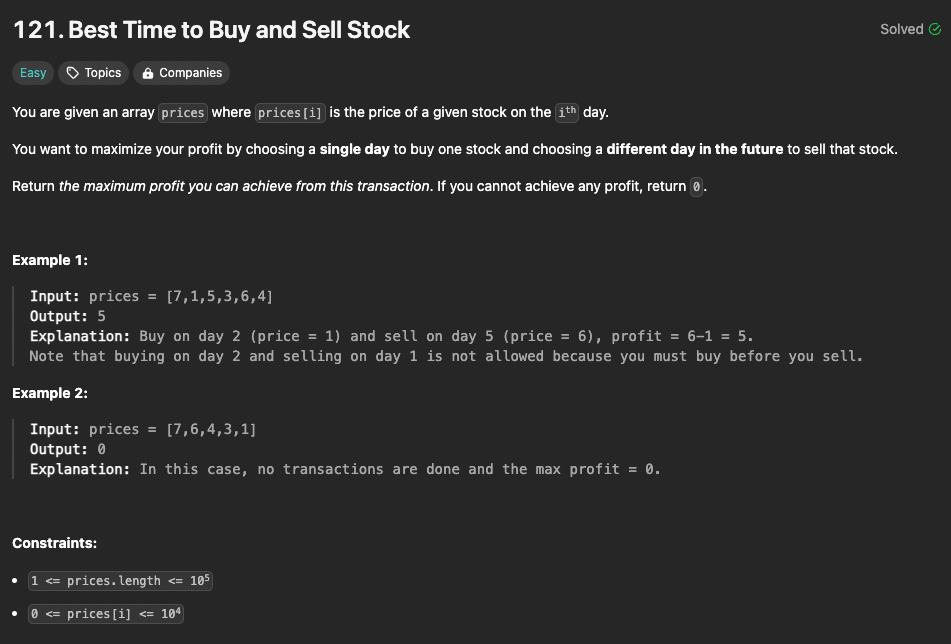 121. Best Time to Buy and Sell Stock
Solved
Easy Topics Companies
You are given an array prices where prices[i] is the price of a given stock on the iᵗʰ day.
You want to maximize your profit by choosing a single day to buy one stock and choosing a different day in the future to sell that stock.
Return the maximum profit you can achieve from this transaction. If you cannot achieve any profit, return 0.
Example 1:
Input: prices = [7,1,5,3,6,4]
Output: 5
Explanation: Buy on day 2 (price = 1) and sell on day 5 (price = 6), profit = 6-1 = 5.
Note that buying on day 2 and selling on day 1 is not allowed because you must buy before you sell.
Example 2:
Input: prices = [7,6,4,3,1]
Output: 0
Explanation: In this case, no transactions are done and the max profit = 0.
Constraints:
• 1 <= prices.length <= 10⁵
• 0 <= prices[i] <= 10⁴